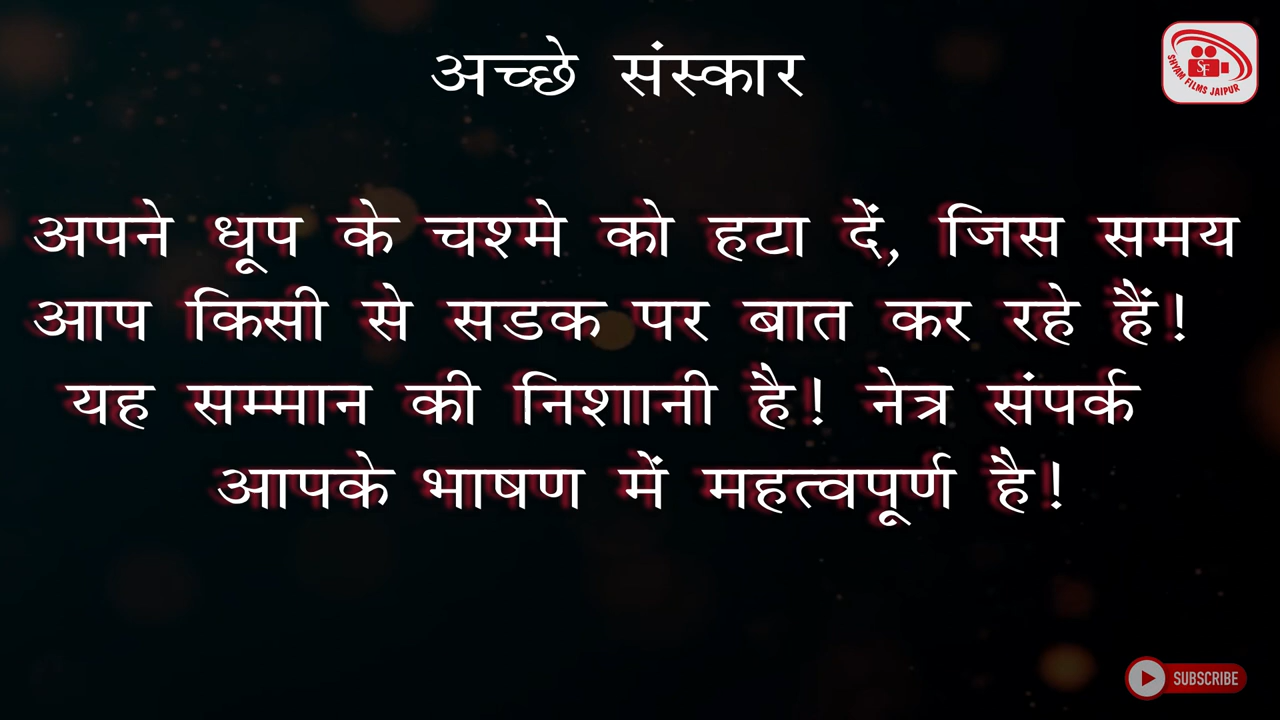 अच्छे संस्कार
SF
SHYAM FILMS JAIPUR
अपने धूप के चश्मे को हटा दें, जिस समय
आप किसी से सडक पर बात कर रहे हैं!
यह सम्मान की निशानी है! नेत्र संपर्क
आपके भाषण में महत्वपूर्ण है!
SUBSCRIBE